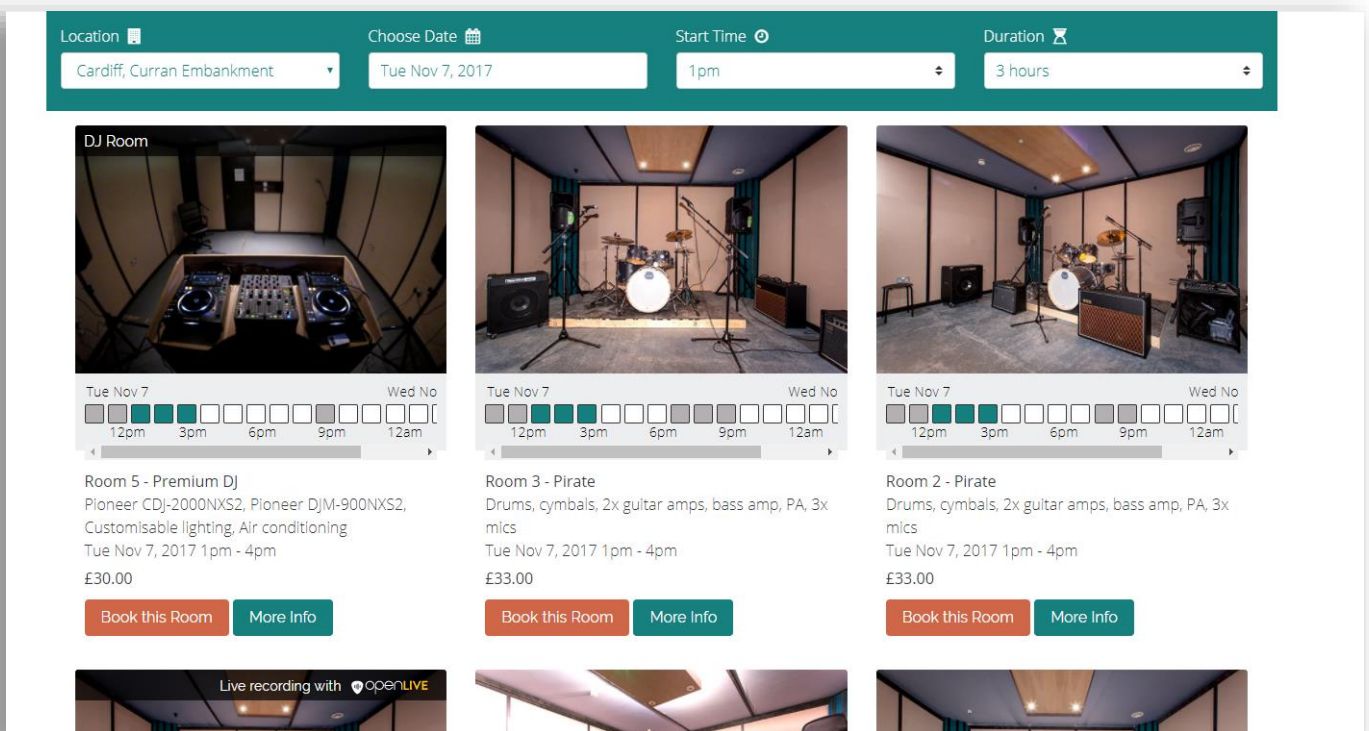 Location
Choose Date
Start Time
Duration
Cardiff, Curran Embankment
Tue Nov 7, 2017
1pm
3 hours
DJ Room
Tue Nov 7
Wed No
12pm 3pm 6pm 9pm 12am
Room 5 - Premium DJ
Pioneer CDJ-2000NXS2, Pioneer DJM-900NXS2,
Customisable lighting, Air conditioning
Tue Nov 7, 2017 1pm - 4pm
£30.00
Book this Room
More Info
Tue Nov 7
Wed No
12pm 3pm 6pm 9pm 12am
Room 3 - Pirate
Drums, cymbals, 2x guitar amps, bass amp, PA, 3x
mics
Tue Nov 7, 2017 1pm - 4pm
£33.00
Book this Room
More Info
Tue Nov 7
Wed No
12pm 3pm 6pm 9pm 12am
Room 2 - Pirate
Drums, cymbals, 2x guitar amps, bass amp, PA, 3x
mics
Tue Nov 7, 2017 1pm - 4pm
£33.00
Book this Room
More Info
Live recording with openLIVE